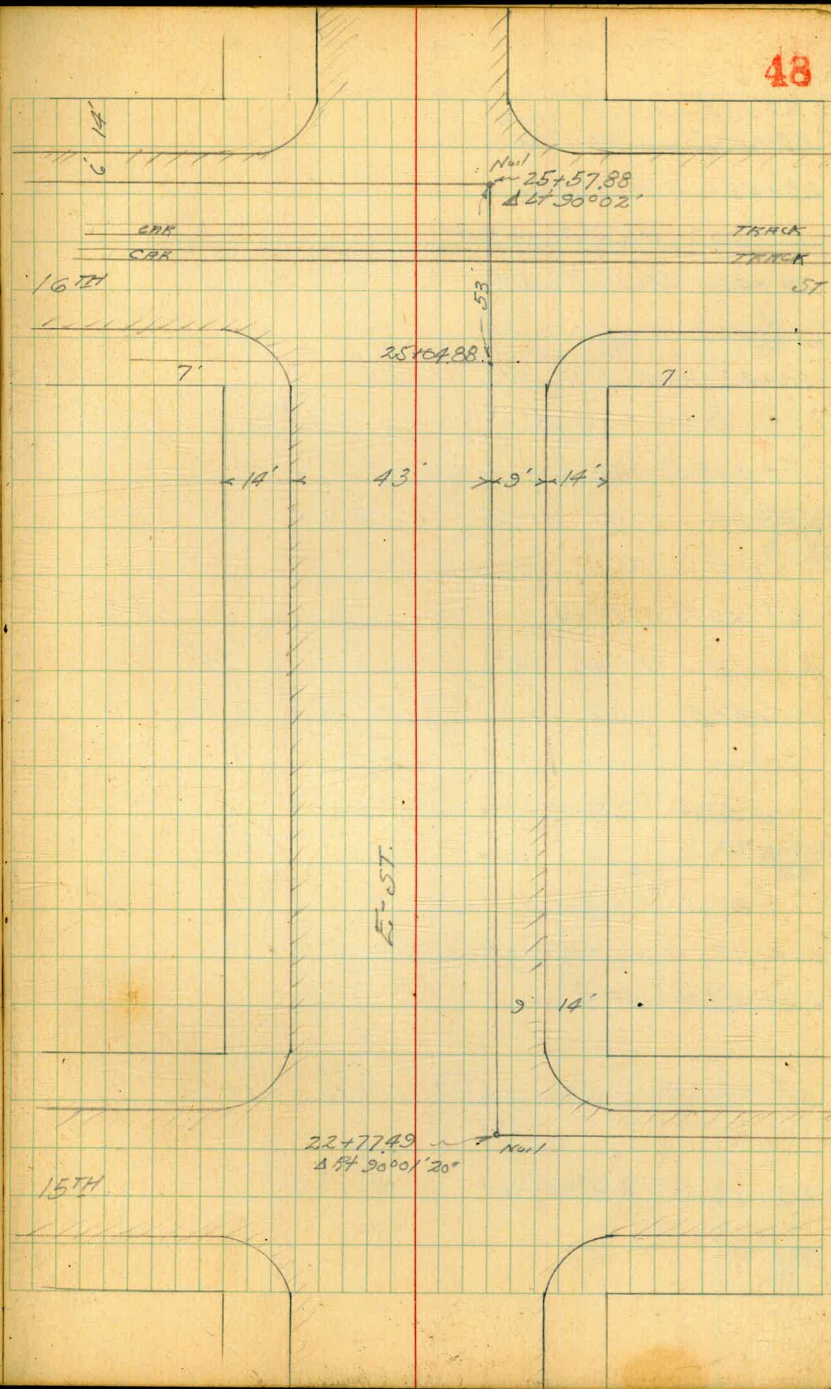 48
14'
6'
Nail
25+57.88
Δ Lt 90°02'
CAR TRACK
CAR TRACK
16TH ST
53'
25+04.88
7' 7'
14' 43' 9' 14'
E-ST.
9 14'
22+77.49
Nail
Δ Rt 90°01'20"
15TH